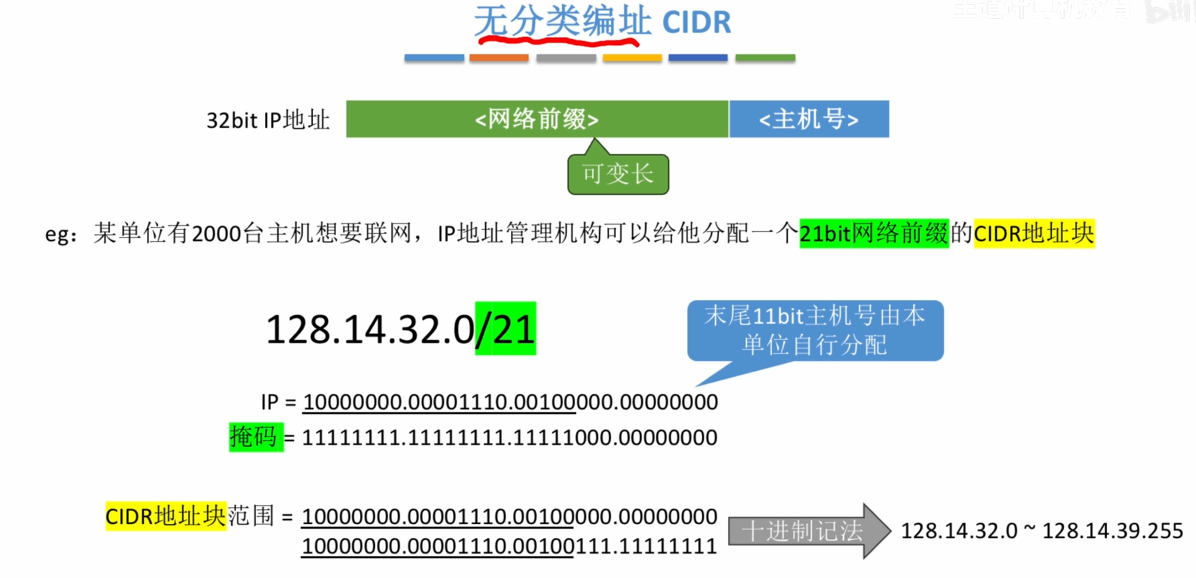 无分类编址 CIDR
32bit IP地址
<网络前缀>
<主机号>
可变长
eg：某单位有2000台主机想要联网，IP地址管理机构可以给他分配一个21bit网络前缀的CIDR地址块
128.14.32.0/21
末尾11bit主机号由本
单位自行分配
IP = 10000000.00001110.00100000.00000000
掩码 = 11111111.11111111.11111000.00000000
CIDR地址块范围 = 10000000.00001110.00100000.00000000
10000000.00001110.00100111.11111111
十进制记法
128.14.32.0 ~ 128.14.39.255